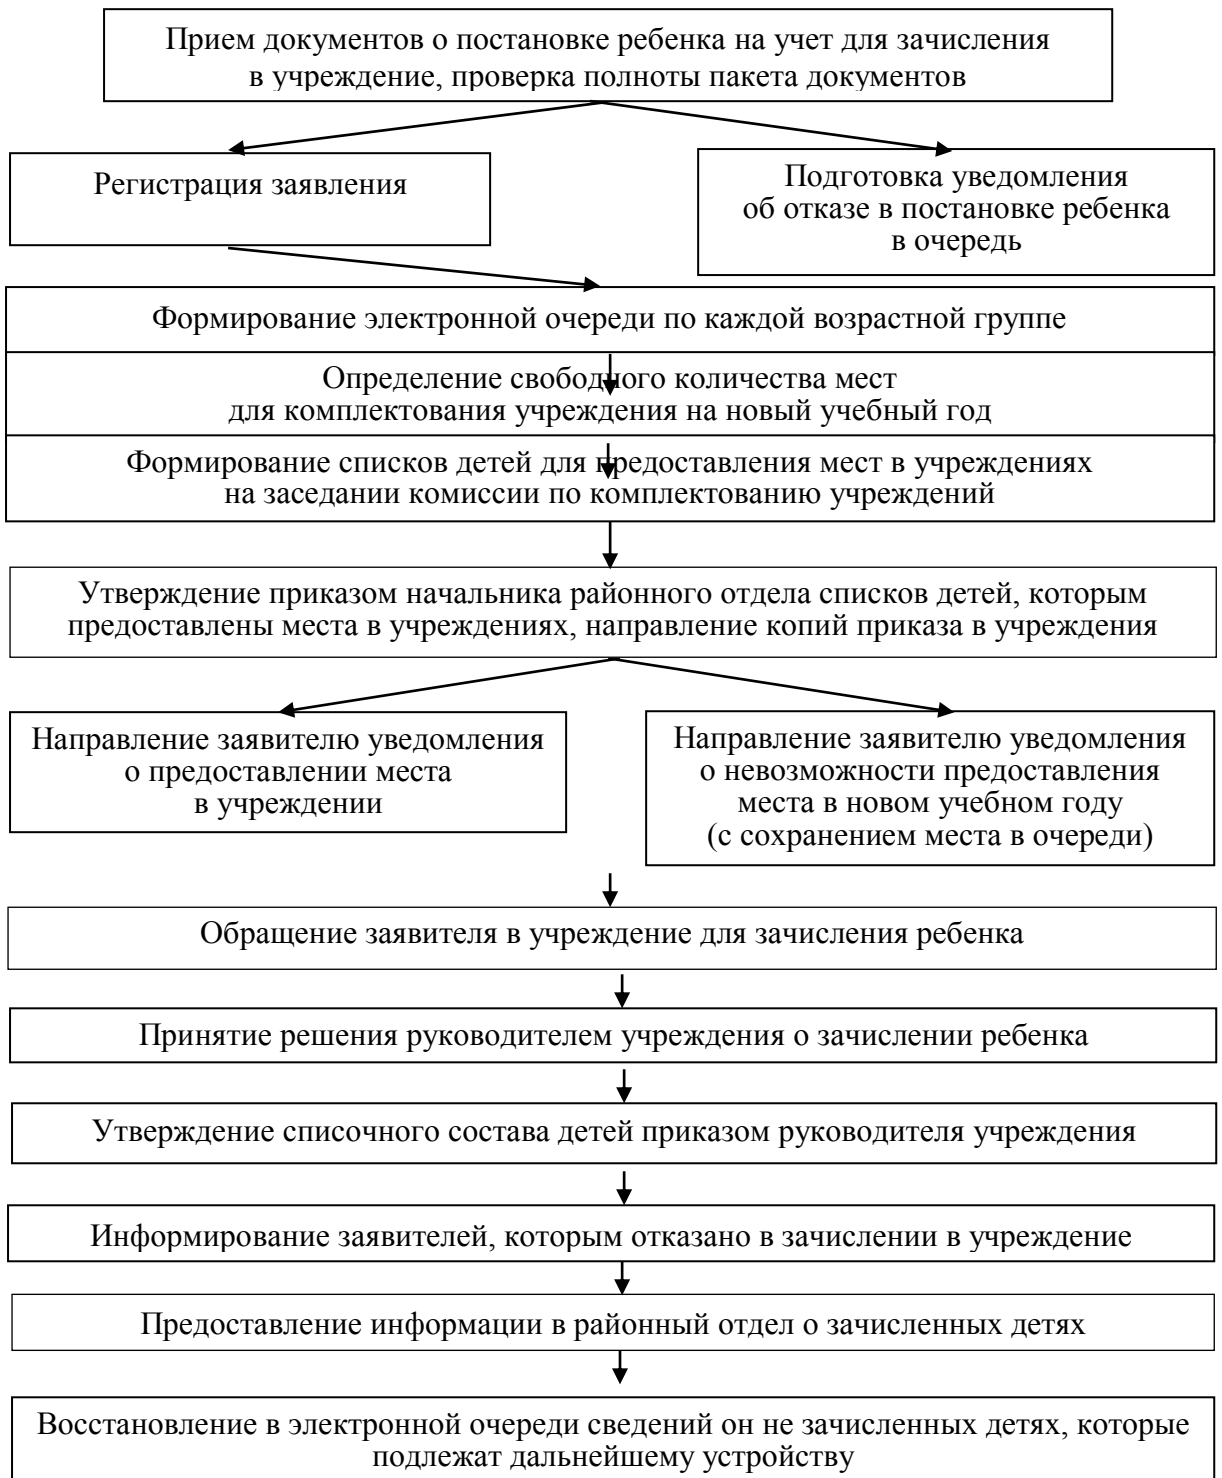 Прием документов о постановке ребенка на учет для зачисления
в учреждение, проверка полноты пакета документов
Регистрация заявления
Подготовка уведомления
об отказе в постановке ребенка
в очередь
Формирование электронной очереди по каждой возрастной группе
Определение свободного количества мест
для комплектования учреждения на новый учебный год
Формирование списков детей для предоставления мест в учреждениях
на заседании комиссии по комплектованию учреждений
Утверждение приказом начальника районного отдела списков детей, которым
предоставлены места в учреждениях, направление копий приказа в учреждения
Направление заявителю уведомления
о предоставлении места
в учреждении
Направление заявителю уведомления
о невозможности предоставления
места в новом учебном году
(с сохранением места в очереди)
Обращение заявителя в учреждение для зачисления ребенка
Принятие решения руководителем учреждения о зачислении ребенка
Утверждение списочного состава детей приказом руководителя учреждения
Информирование заявителей, которым отказано в зачислении в учреждение
Предоставление информации в районный отдел о зачисленных детях
Восстановление в электронной очереди сведений он не зачисленных детях, которые
подлежат дальнейшему устройству